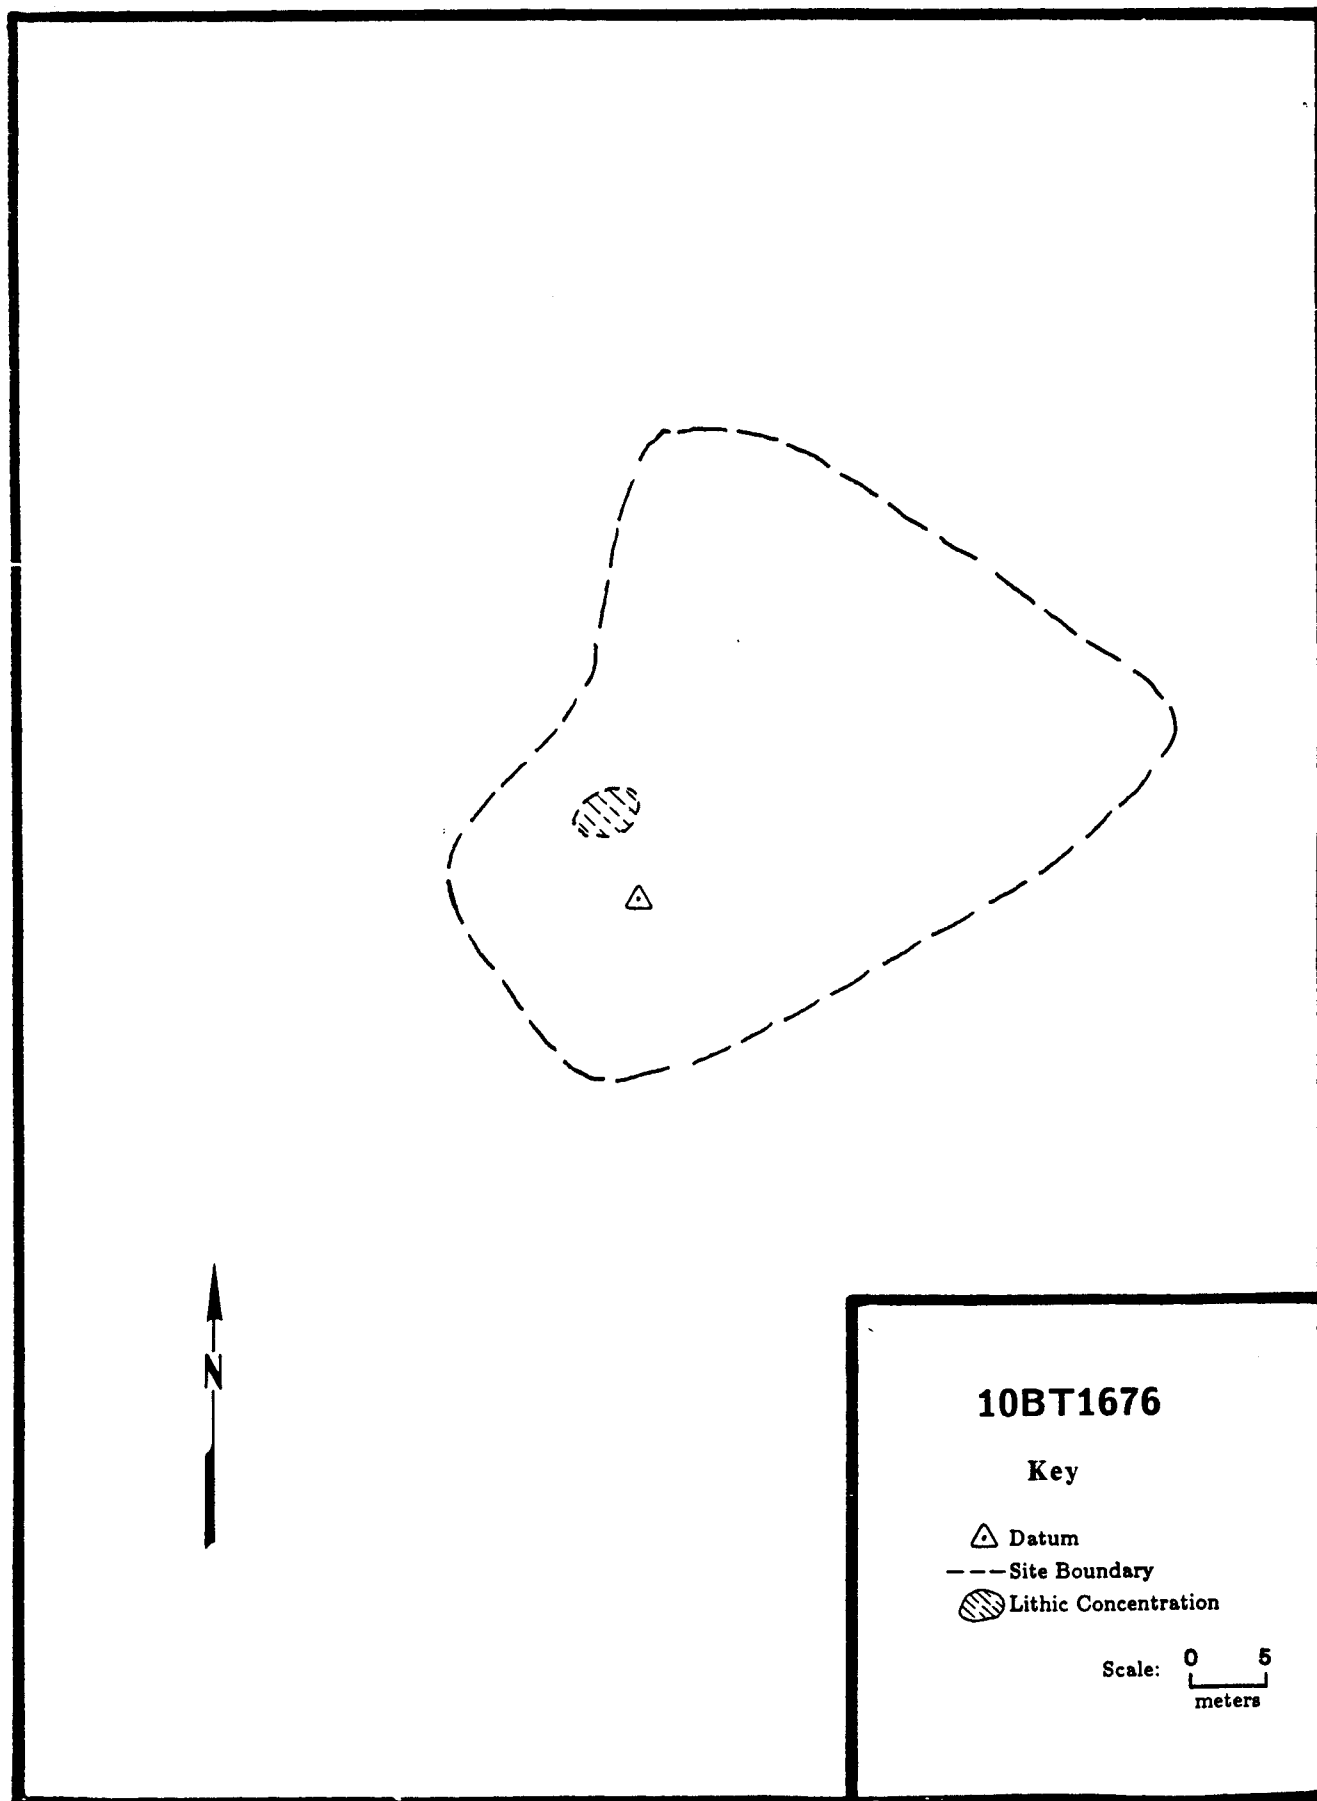 N
10BT1676
Key
Datum
Site Boundary
Lithic Concentration
Scale: 0 5
meters